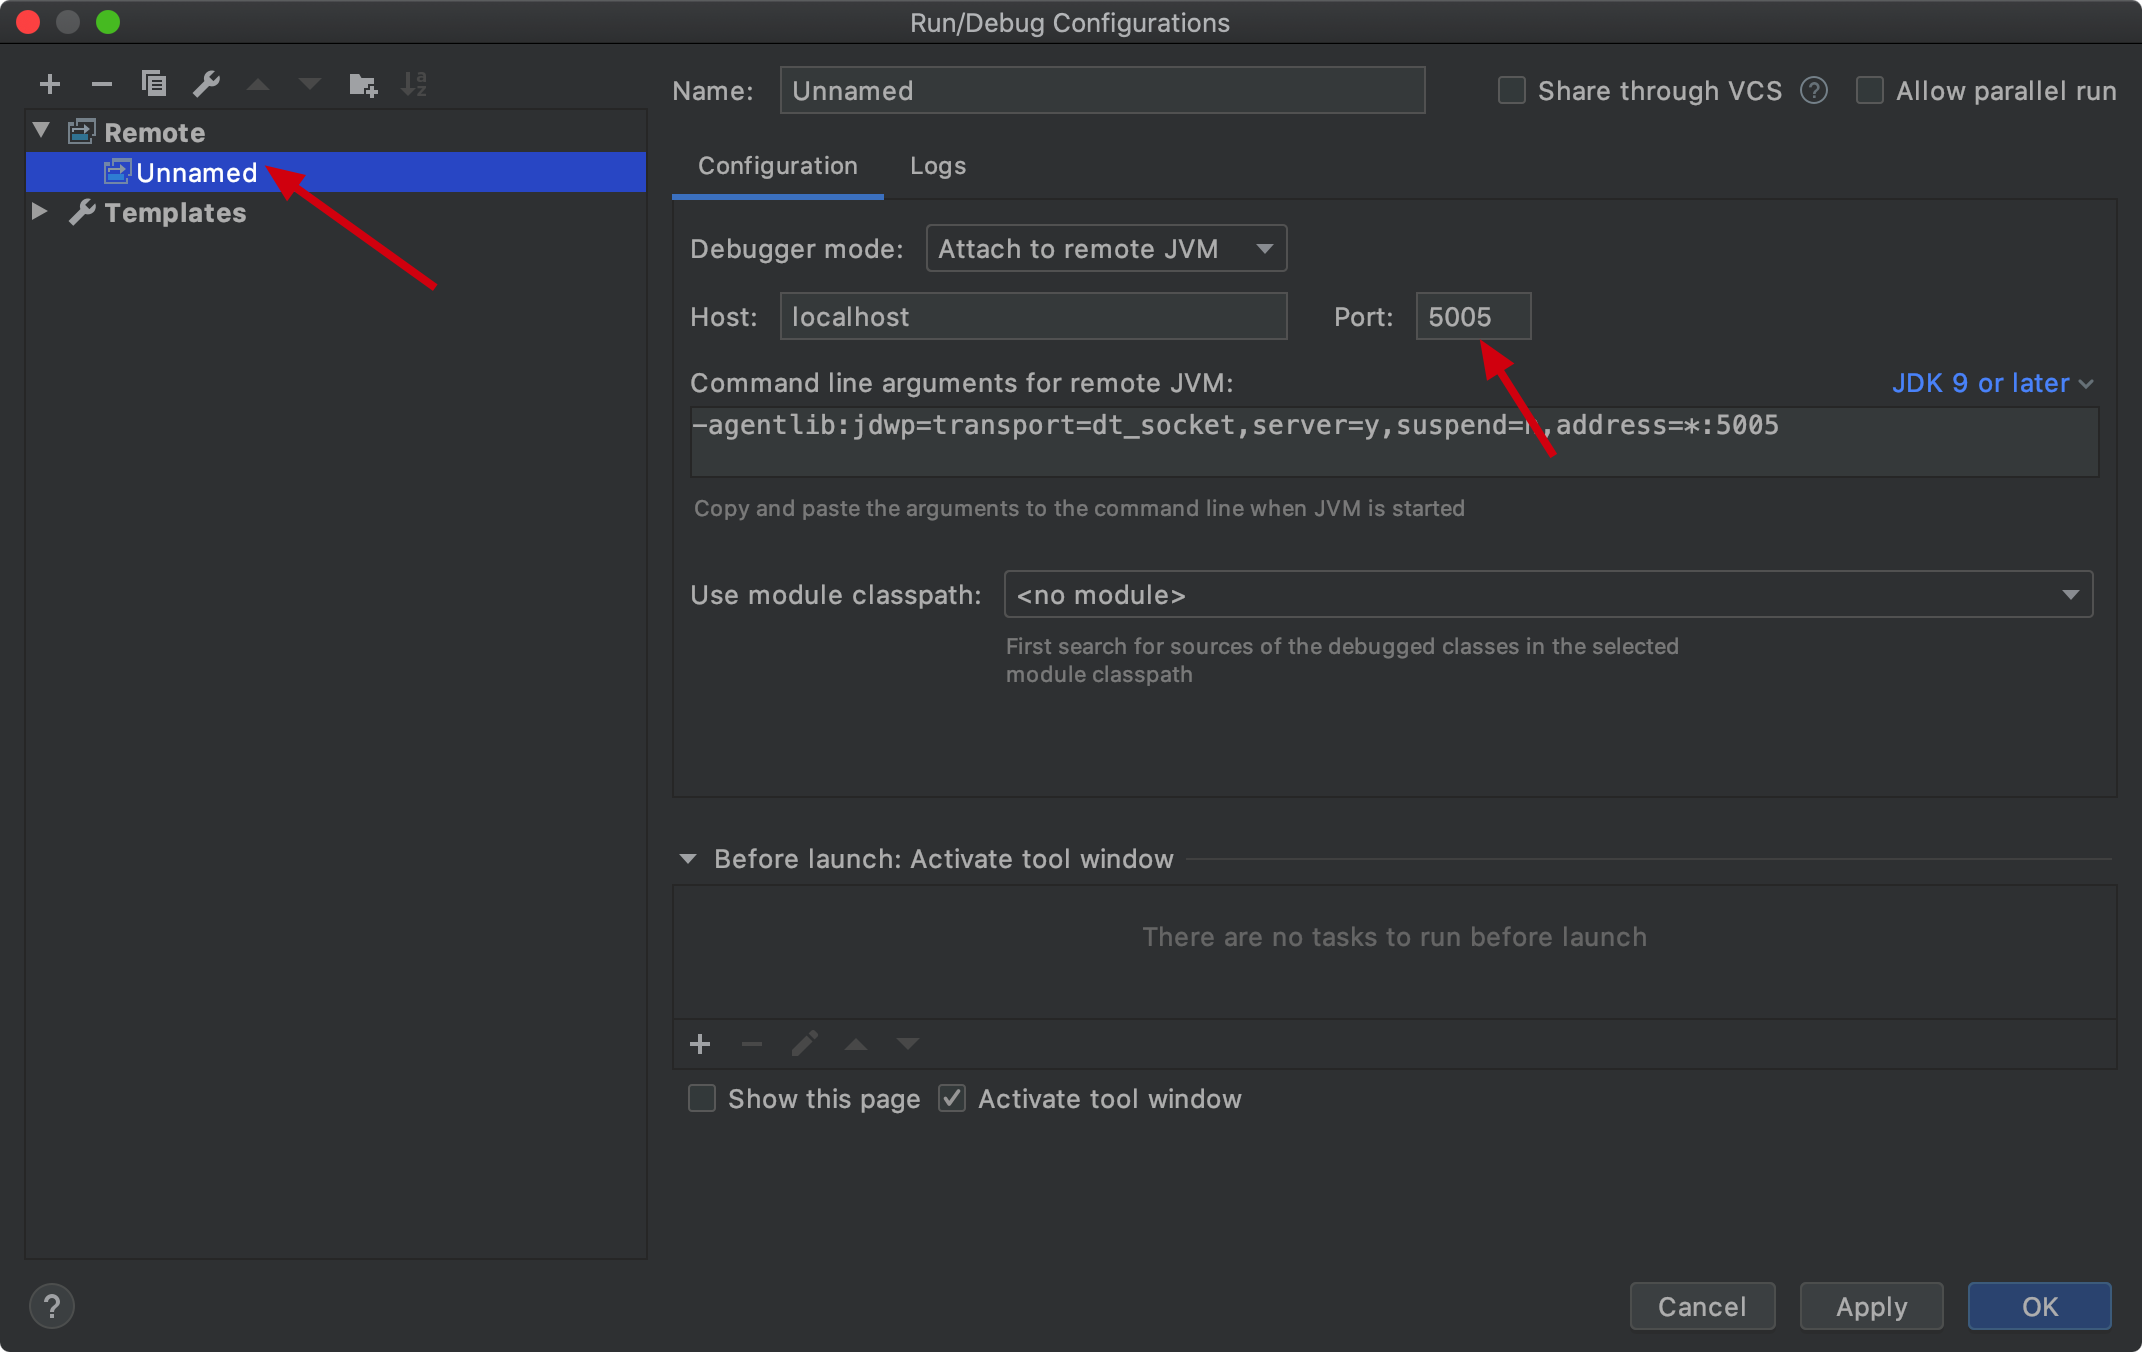 Run/Debug Configurations
Name: Unnamed Share through VCS ? Allow parallel run
Remote
Unnamed
Templates
Configuration Logs
Debugger mode: Attach to remote JVM
Host: localhost Port: 5005
Command line arguments for remote JVM: JDK 9 or later
-agentlib:jdwp=transport=dt_socket,server=y,suspend=n,address=*:5005
Copy and paste the arguments to the command line when JVM is started
Use module classpath: <no module>
First search for sources of the debugged classes in the selected
module classpath
Before launch: Activate tool window
There are no tasks to run before launch
Show this page Activate tool window
? Cancel Apply OK